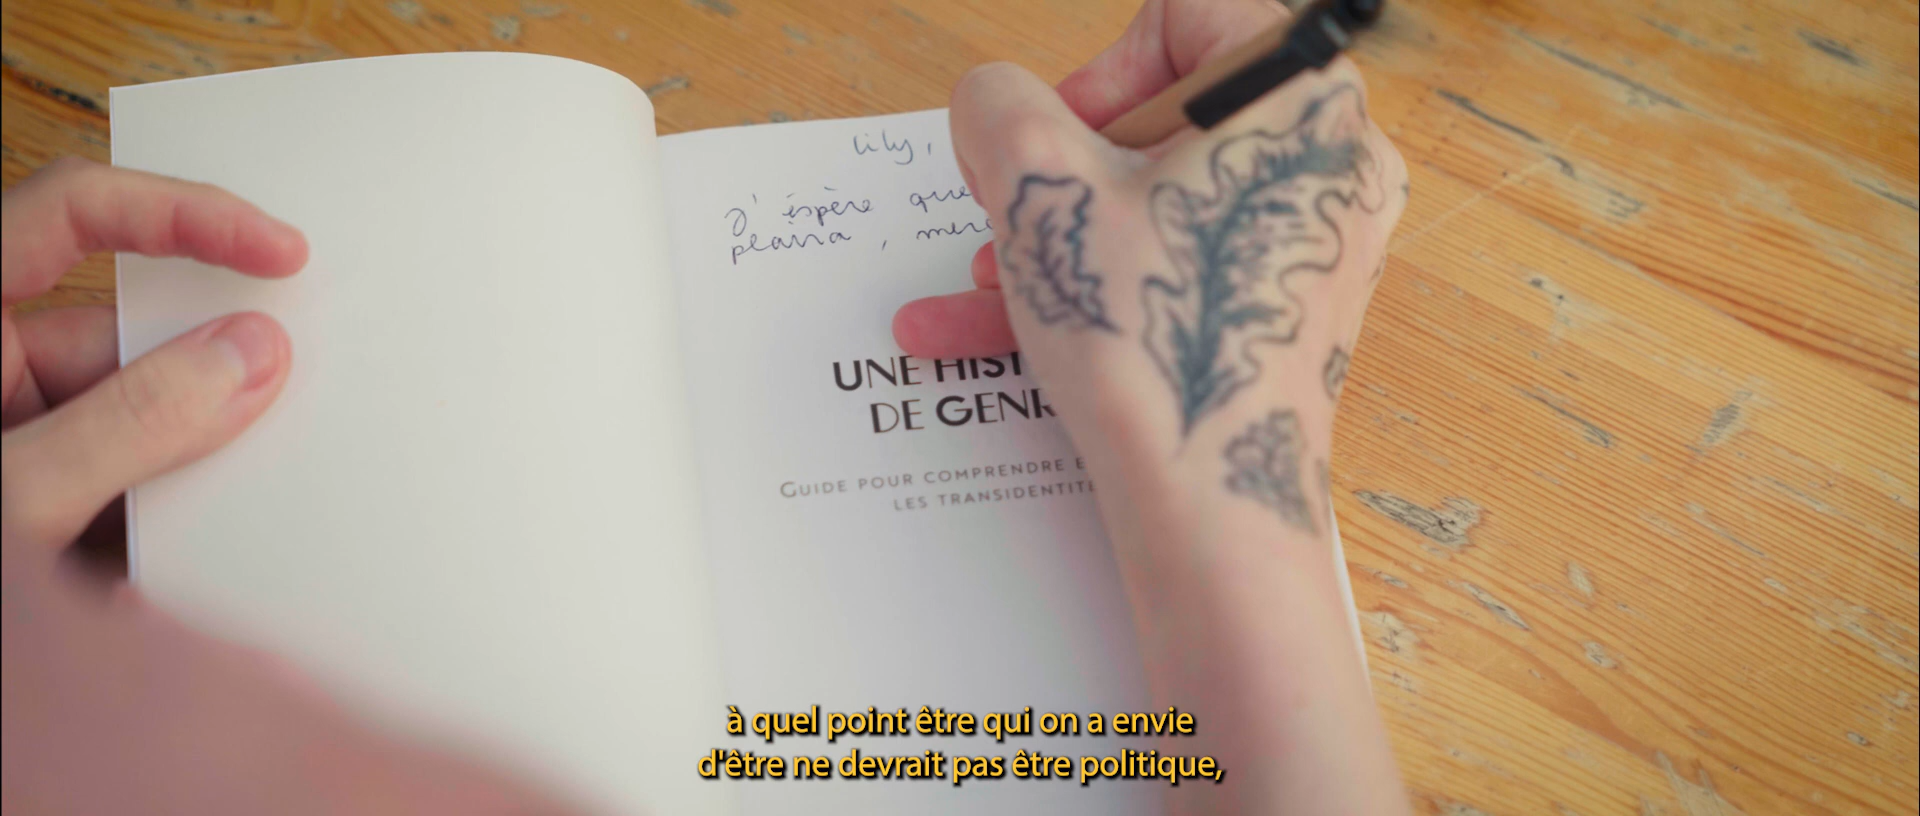 Lily,
J'éspère que
plaira, merc
UNE HIST
DE GENR
GUIDE POUR COMPRENDRE E
LES TRANSIDENTITÉ
à quel point être qui on a envie
d'être ne devrait pas être politique,